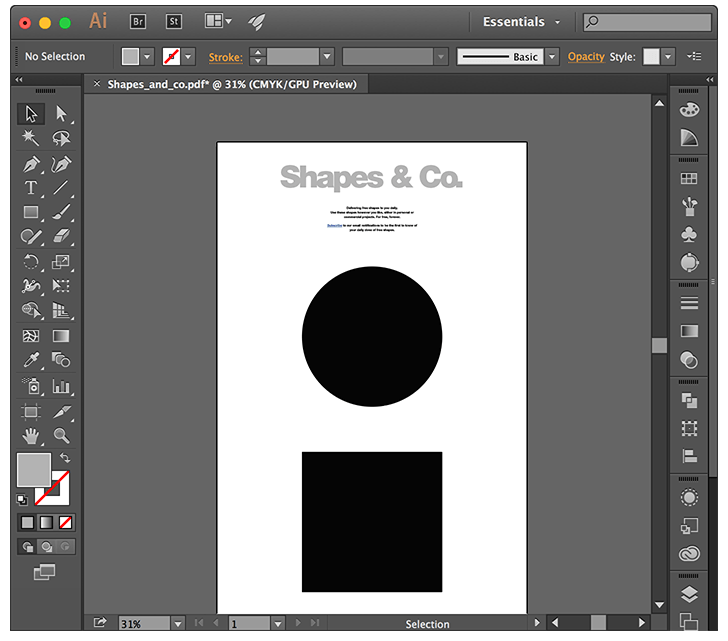 Ai Br St Essentials
No Selection Stroke: Basic Opacity Style:
× Shapes_and_co.pdf* @ 31% (CMYK/GPU Preview)
Shapes & Co.
Delivering free shapes to you daily.
Use these shapes however you like, either in personal or
commercial projects. For free, forever.
Subscribe to our email notifications to be the first to know of
your daily dose of free shapes.
31% 1 Selection